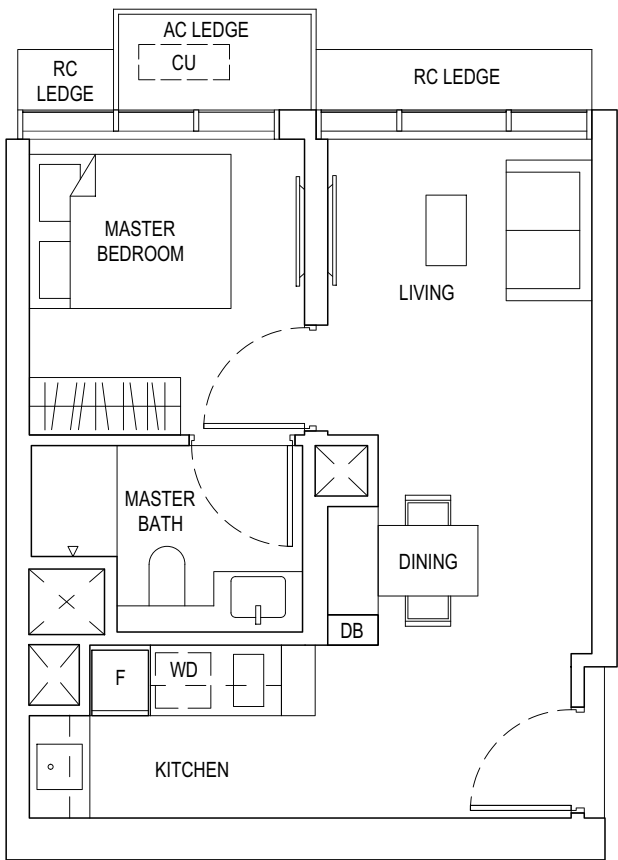 AC LEDGE
CU
RC
LEDGE
RC LEDGE
MASTER
BEDROOM
LIVING
MASTER
BATH
DINING
DB
F
WD
KITCHEN